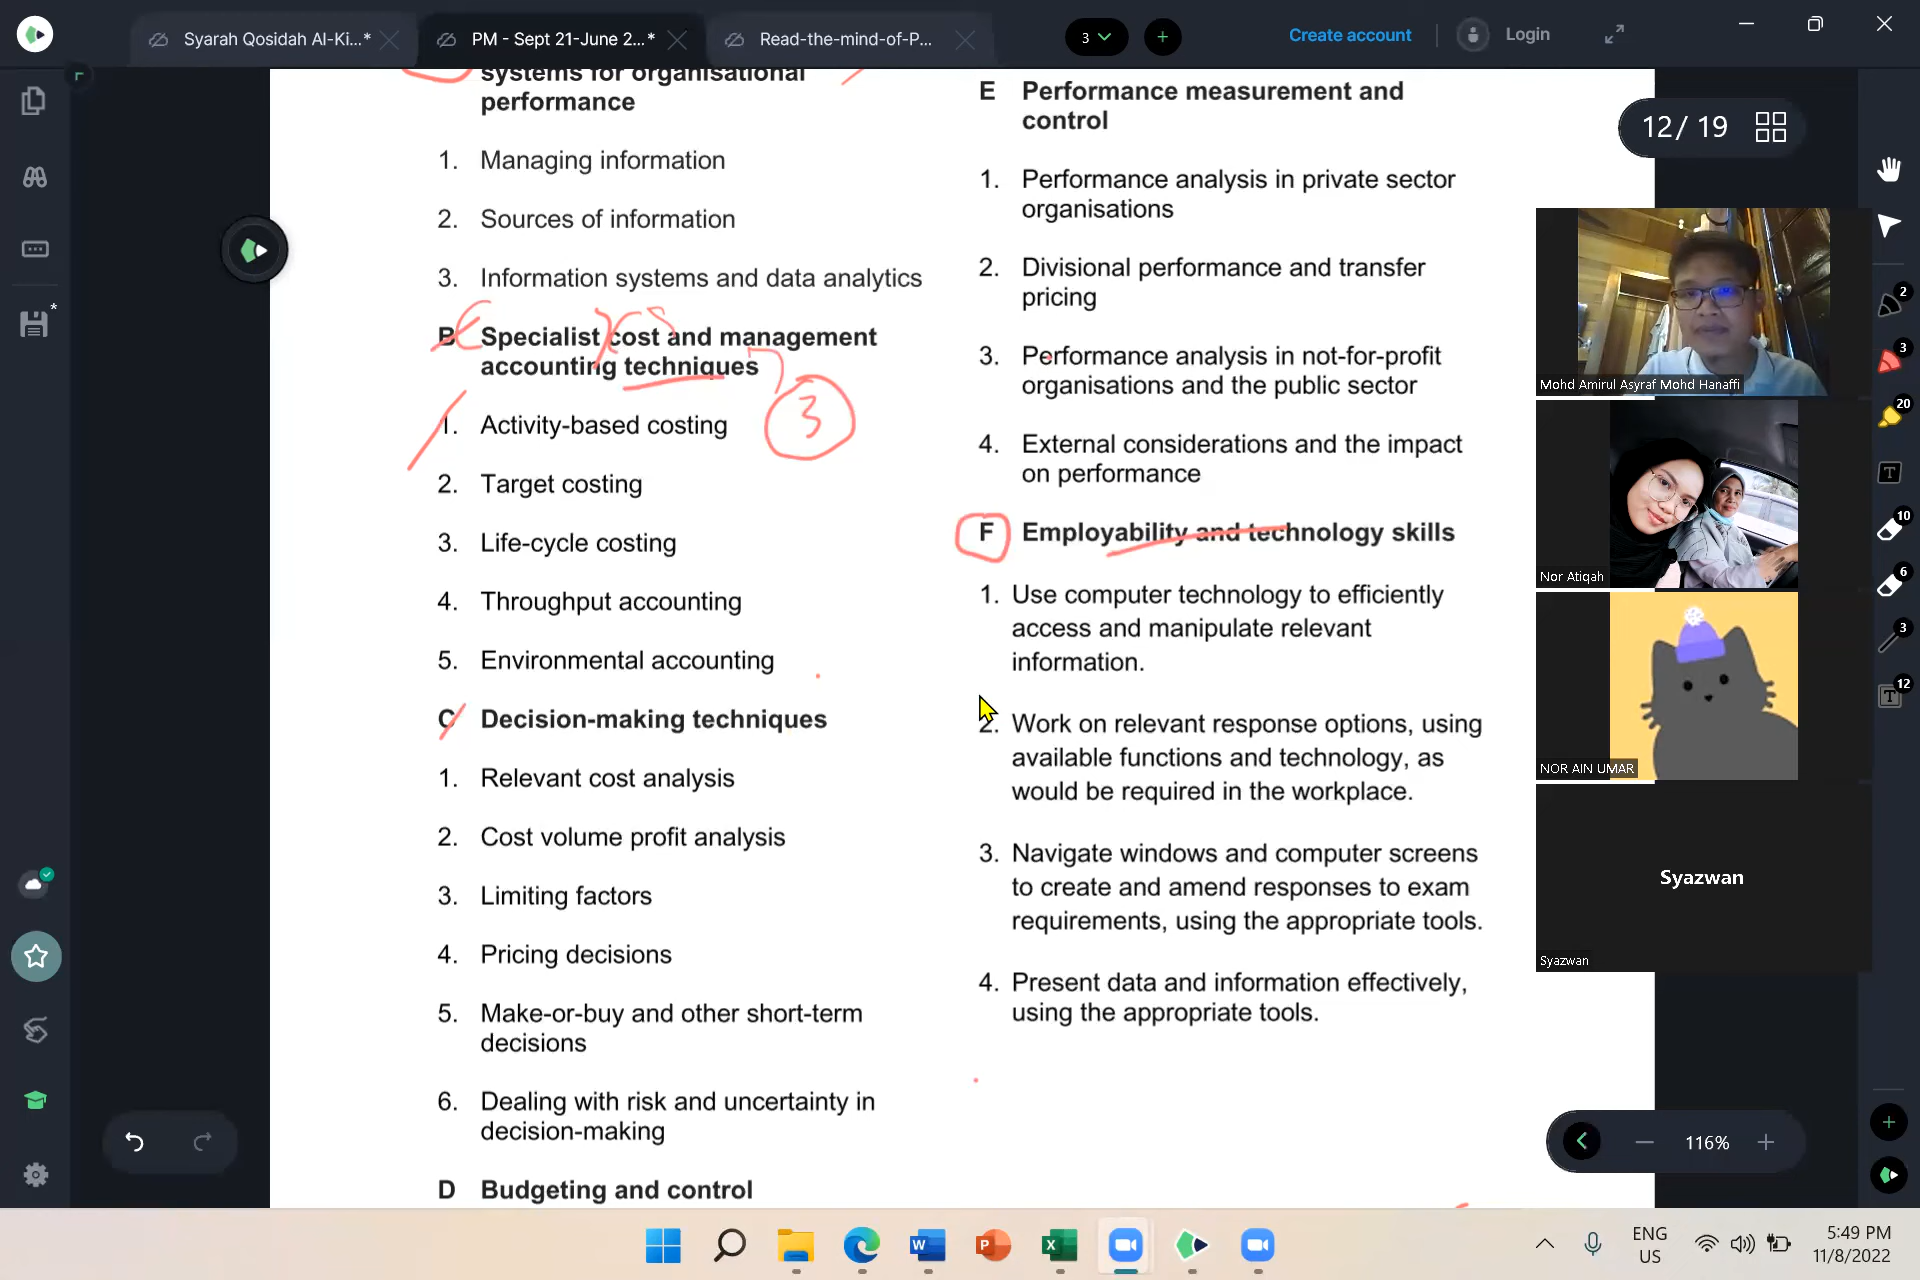 Syarah Qosidah Al-Ki...*
PM - Sept 21-June 2...*
Read-the-mind-of-P...
3
Create account
Login
12/ 19
systems for organisational
performance
1. Managing information
2. Sources of information
3. Information systems and data analytics
B Specialist cost and management
accounting techniques
3
1. Activity-based costing
2. Target costing
3. Life-cycle costing
4. Throughput accounting
5. Environmental accounting
C Decision-making techniques
1. Relevant cost analysis
2. Cost volume profit analysis
3. Limiting factors
4. Pricing decisions
5. Make-or-buy and other short-term
decisions
6. Dealing with risk and uncertainty in
decision-making
D Budgeting and control
E Performance measurement and
control
1. Performance analysis in private sector
organisations
2. Divisional performance and transfer
pricing
3. Performance analysis in not-for-profit
organisations and the public sector
4. External considerations and the impact
on performance
F Employability and technology skills
1. Use computer technology to efficiently
access and manipulate relevant
information.
2. Work on relevant response options, using
available functions and technology, as
would be required in the workplace.
3. Navigate windows and computer screens
to create and amend responses to exam
requirements, using the appropriate tools.
4. Present data and information effectively,
using the appropriate tools.
Mohd Amirul Asyraf Mohd Hanaffi
Nor Atiqah
NOR AIN UMAR
Syazwan
Syazwan
2
3
20
T
10
6
3
T
12
116%
W
P
X
ENG
US
5:49 PM
11/8/2022